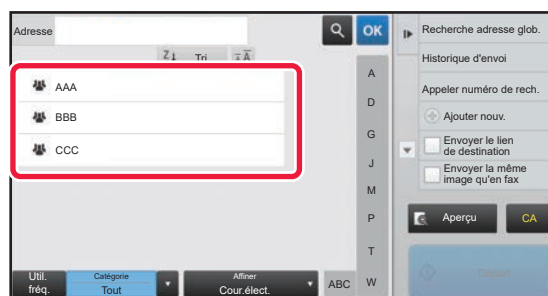 Adresse
OK
Tri
AAA
BBB
CCC
A
D
G
J
M
P
T
W
Util.
fréq.
Catégorie
Tout
Affiner
Cour.élect.
ABC
Recherche adresse glob.
Historique d'envoi
Appeler numéro de rech.
Ajouter nouv.
Envoyer le lien
de destination
Envoyer la même
image qu'en fax
Aperçu
CA